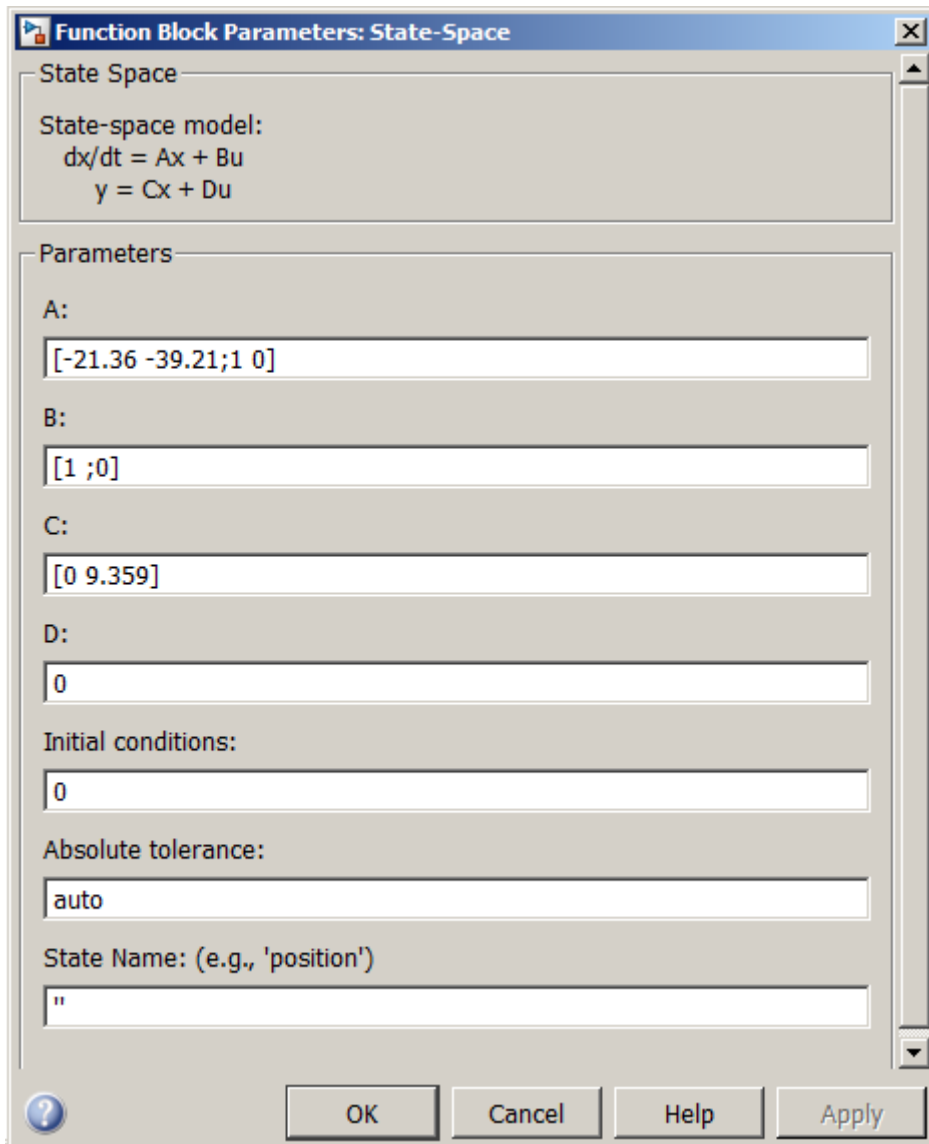 Function Block Parameters: State-Space
State Space
State-space model:
dx/dt = Ax + Bu
y = Cx + Du
Parameters
A:
[-21.36 -39.21;1 0]
B:
[1 ;0]
C:
[0 9.359]
D:
0
Initial conditions:
0
Absolute tolerance:
auto
State Name: (e.g., 'position')
''
OK Cancel Help Apply